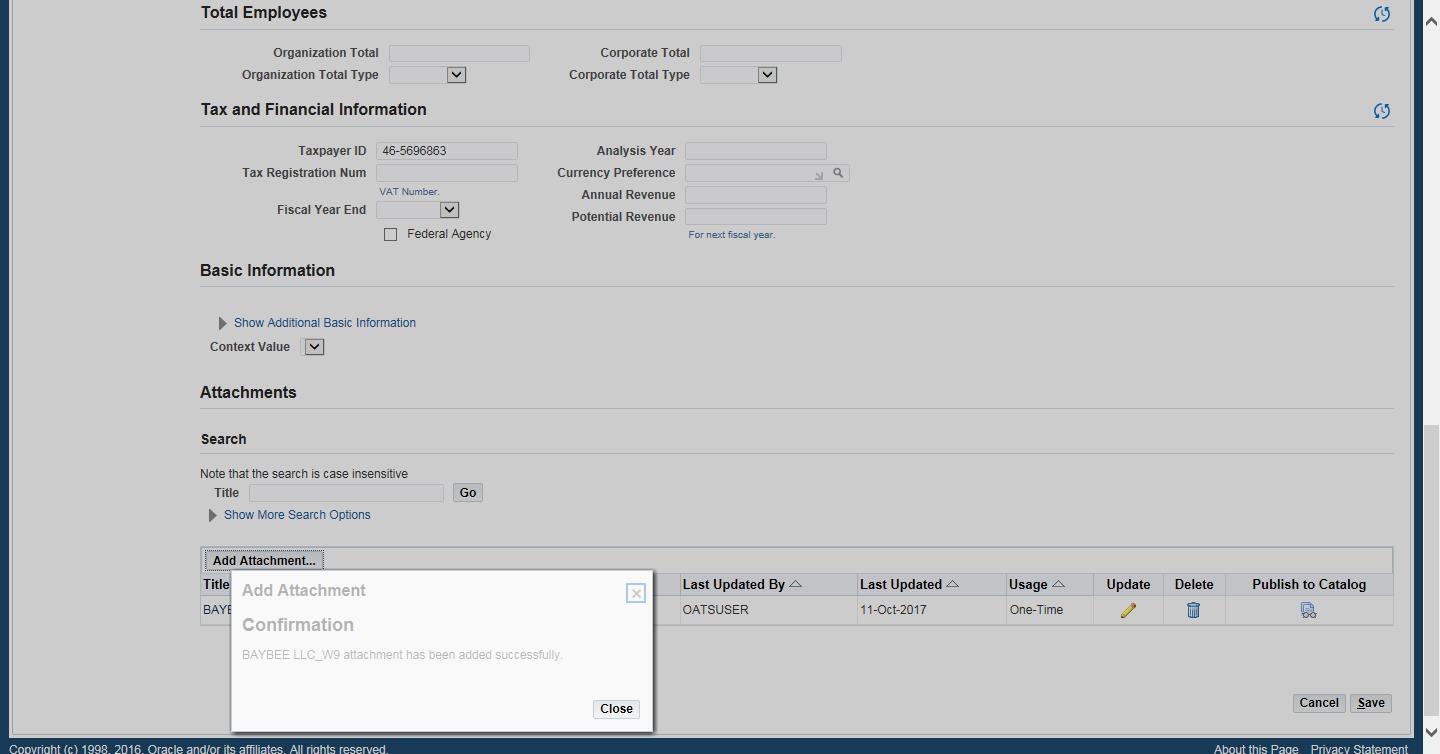 Total Employees
Organization Total
Corporate Total
Organization Total Type
Corporate Total Type
Tax and Financial Information
Taxpayer ID 46-5696863
Analysis Year
Tax Registration Num
Currency Preference
VAT Number.
Annual Revenue
Fiscal Year End
Potential Revenue
Federal Agency
For next fiscal year.
Basic Information
Show Additional Basic Information
Context Value
Attachments
Search
Note that the search is case insensitive
Title Go
Show More Search Options
Add Attachment...
Title Last Updated By Last Updated Usage Update Delete Publish to Catalog
BAYB OATSUSER 11-Oct-2017 One-Time
Add Attachment
Confirmation
BAYBEE LLC_W9 attachment has been added successfully.
Close
Cancel Save
Copyright (c) 1998, 2016, Oracle and/or its affiliates. All rights reserved.
About this Page Privacy Statement